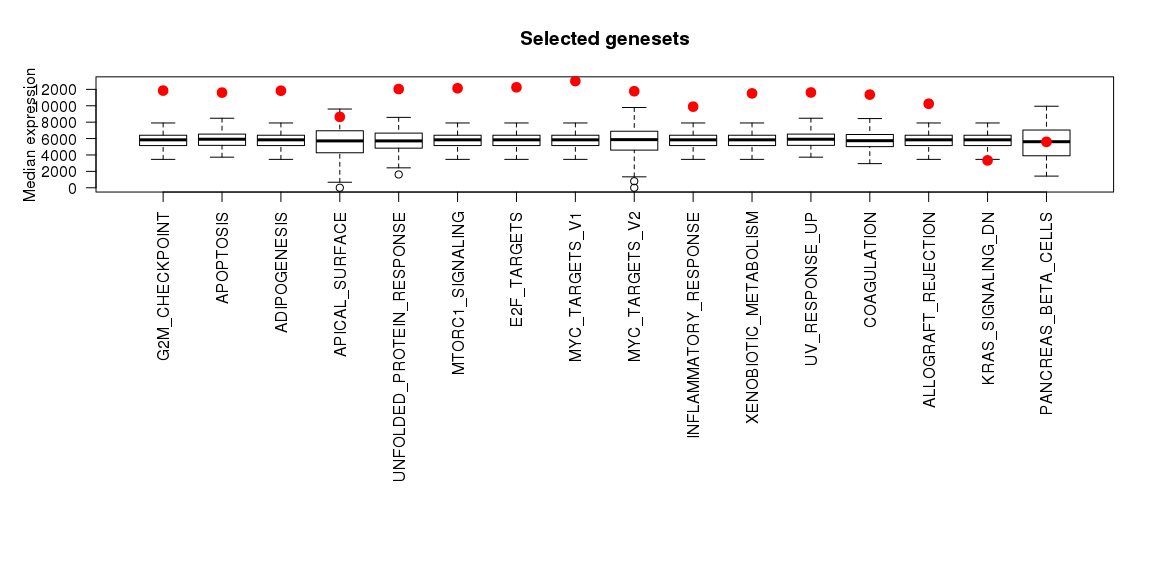 Selected genesets
Median expression
12000
10000
8000
6000
4000
2000
0
G2M_CHECKPOINT
APOPTOSIS
ADIPOGENESIS
APICAL_SURFACE
UNFOLDED_PROTEIN_RESPONSE
MTORC1_SIGNALING
E2F_TARGETS
MYC_TARGETS_V1
MYC_TARGETS_V2
INFLAMMATORY_RESPONSE
XENOBIOTIC_METABOLISM
UV_RESPONSE_UP
COAGULATION
ALLOGRAFT_REJECTION
KRAS_SIGNALING_DN
PANCREAS_BETA_CELLS